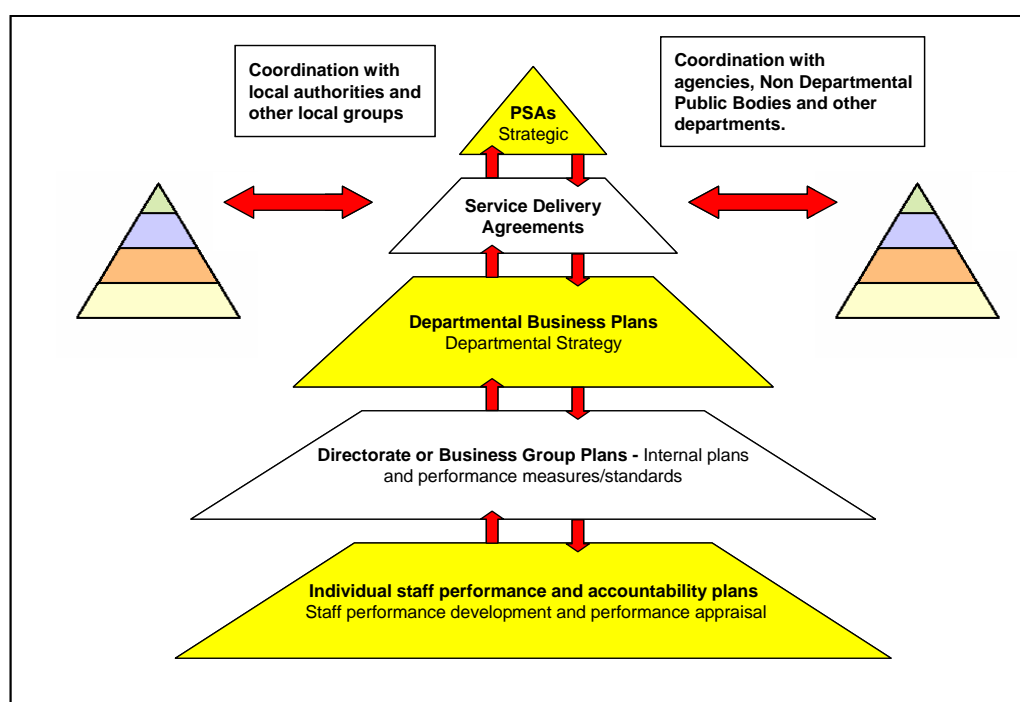 Coordination with
local authorities and
other local groups
Coordination with
agencies, Non Departmental
Public Bodies and other
departments.
PSAs
Strategic
Service Delivery
Agreements
Departmental Business Plans
Departmental Strategy
Directorate or Business Group Plans - Internal plans
and performance measures/standards
Individual staff performance and accountability plans
Staff performance development and performance appraisal